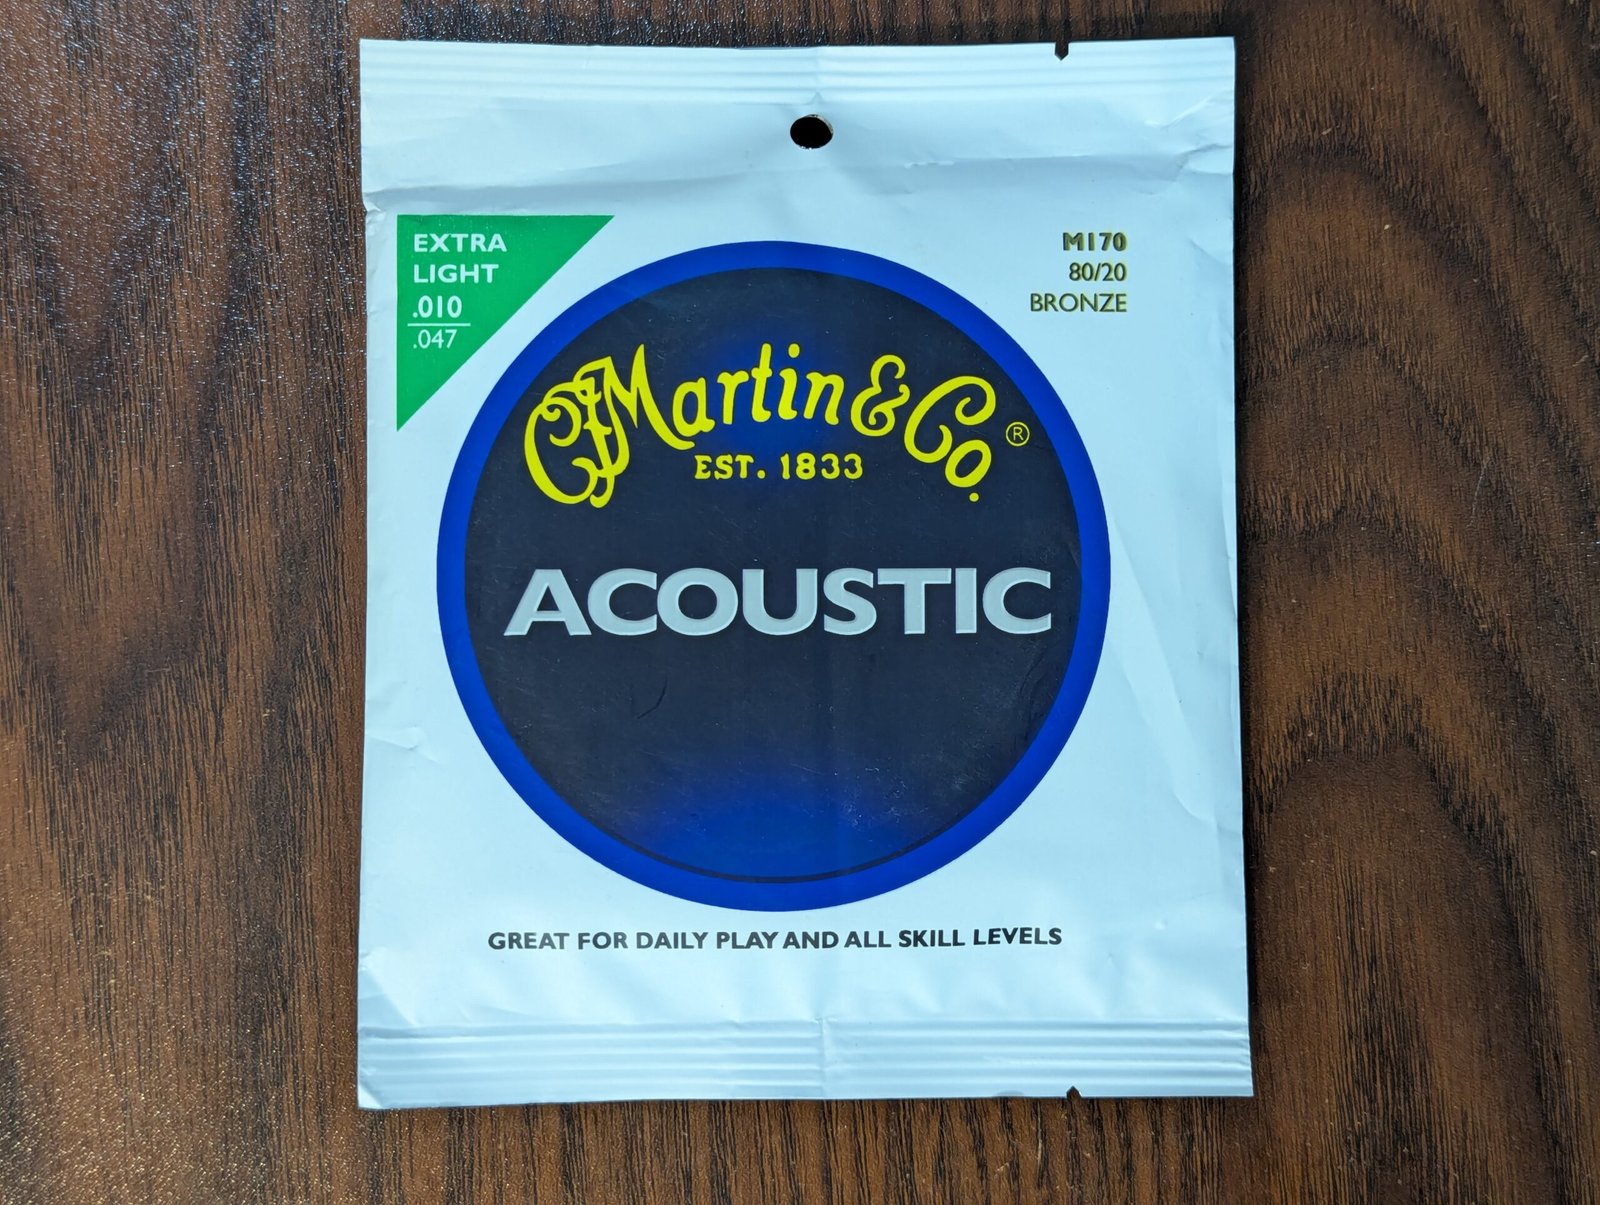 EXTRA
LIGHT
.010
.047
M170
80/20
BRONZE
CFMartin & Co.®
EST. 1833
ACOUSTIC
GREAT FOR DAILY PLAY AND ALL SKILL LEVELS